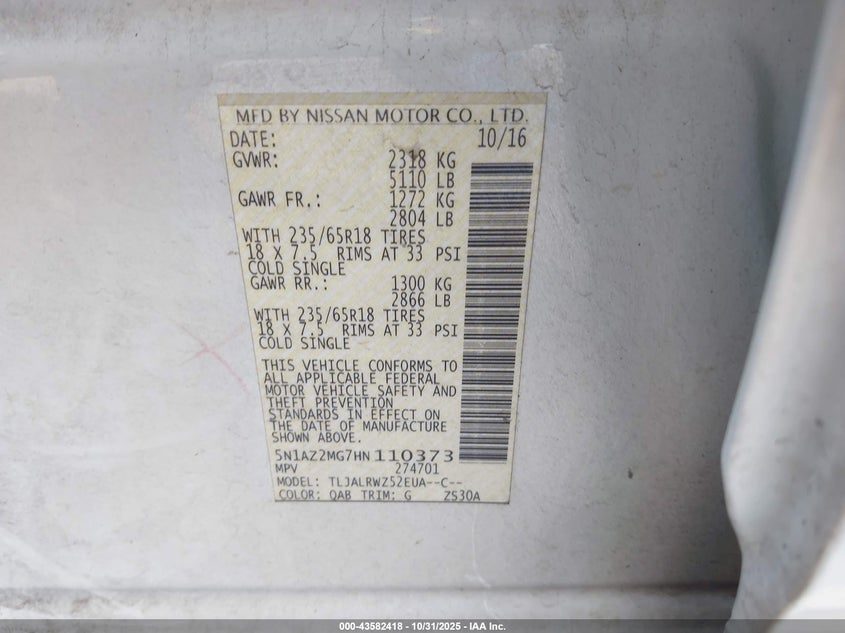 MFD BY NISSAN MOTOR CO., LTD.
DATE: 10/16
GVWR: 2318 KG
5110 LB
GAWR FR.: 1272 KG
2804 LB
WITH 235/65R18 TIRES
18 X 7.5 RIMS AT 33 PSI
COLD SINGLE
GAWR RR.: 1300 KG
2866 LB
WITH 235/65R18 TIRES
18 X 7.5 RIMS AT 33 PSI
COLD SINGLE
THIS VEHICLE CONFORMS TO
ALL APPLICABLE FEDERAL
MOTOR VEHICLE SAFETY AND
THEFT PREVENTION
STANDARDS IN EFFECT ON
THE DATE OF MANUFACTURE
SHOWN ABOVE.
5N1AZ2MG7HN110373
MPV 274701
MODEL: TLJALRWZ52EUA--C--
COLOR: QAB TRIM: G ZS30A
000-43582418 - 10/31/2025 - IAA Inc.